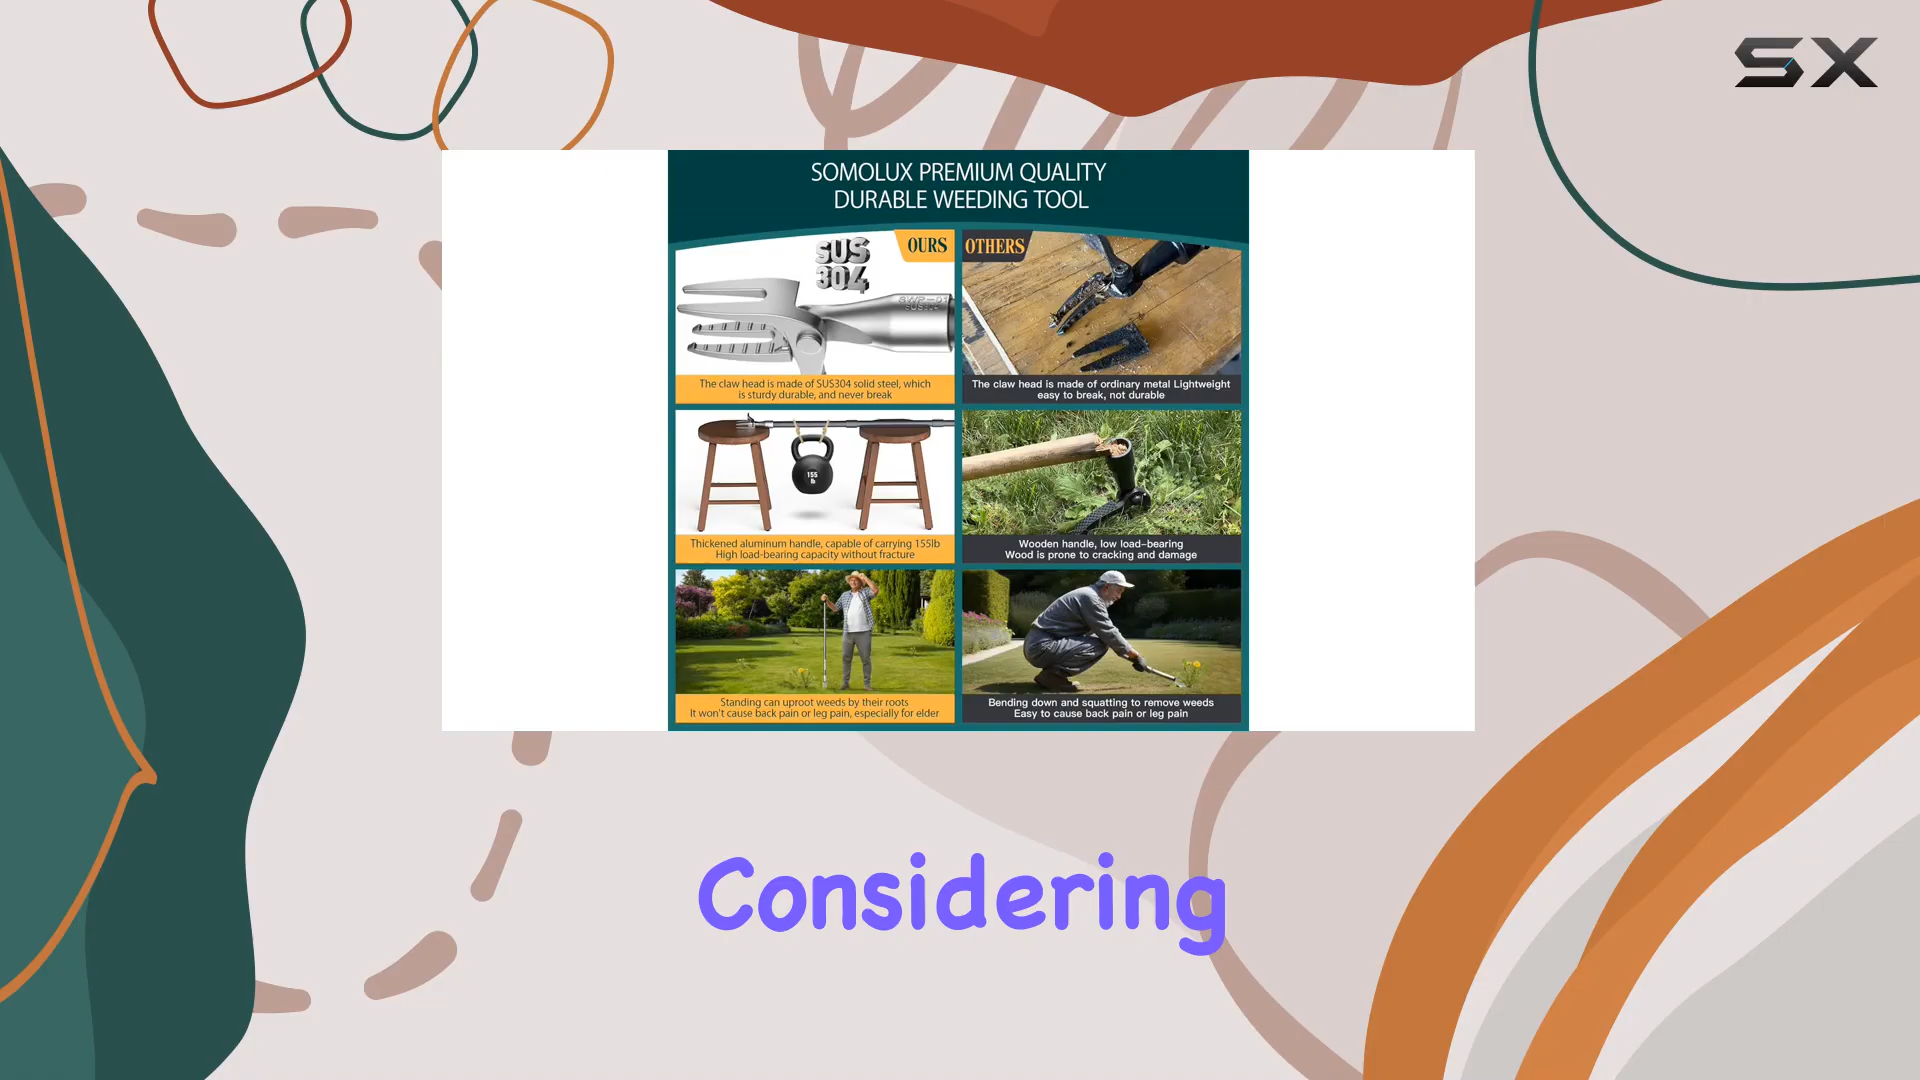 SX
SOMOLUX PREMIUM QUALITY
DURABLE WEEDING TOOL
OURS
OTHERS
SUS
304
The claw head is made of SUS304 solid steel, which
is sturdy durable, and never break
The claw head is made of ordinary metal Lightweight
easy to break, not durable
155
lb
Thickened aluminum handle, capable of carrying 155lb
High load-bearing capacity without fracture
Wooden handle, low load-bearing
Wood is prone to cracking and damage
Standing can uproot weeds by their roots
It won't cause back pain or leg pain, especially for elder
Bending down and squatting to remove weeds
Easy to cause back pain or leg pain
Considering